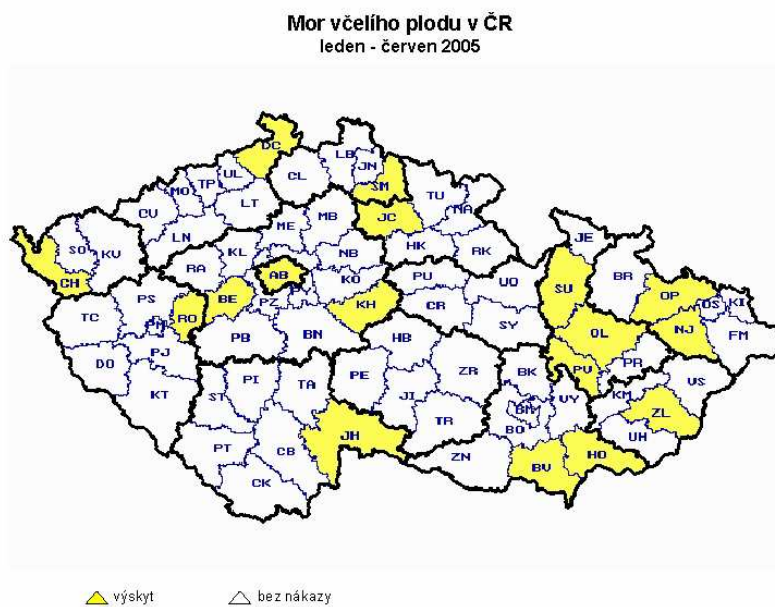 Mor včelího plodu v ČR
leden - červen 2005
DC
LB
JN
UL
TP
MO
CL
SM
TU
NA
CV
LT
ME
MB
JC
LN
SO
KV
KL
NB
HK
RK
JE
RA
CH
AB
KO
PU
UO
BR
BE
SU
OP
OS
KI
PS
RO
PZ
KH
CR
TC
PM
SY
OL
NJ
FM
PB
BN
HB
DO
PJ
PV
PR
KT
ST
PI
TA
PE
ZR
BK
VS
JI
BM
VY
KM
ZL
JH
TR
BO
UH
PT
CB
ZN
HO
BV
CK
výskyt
bez nákazy